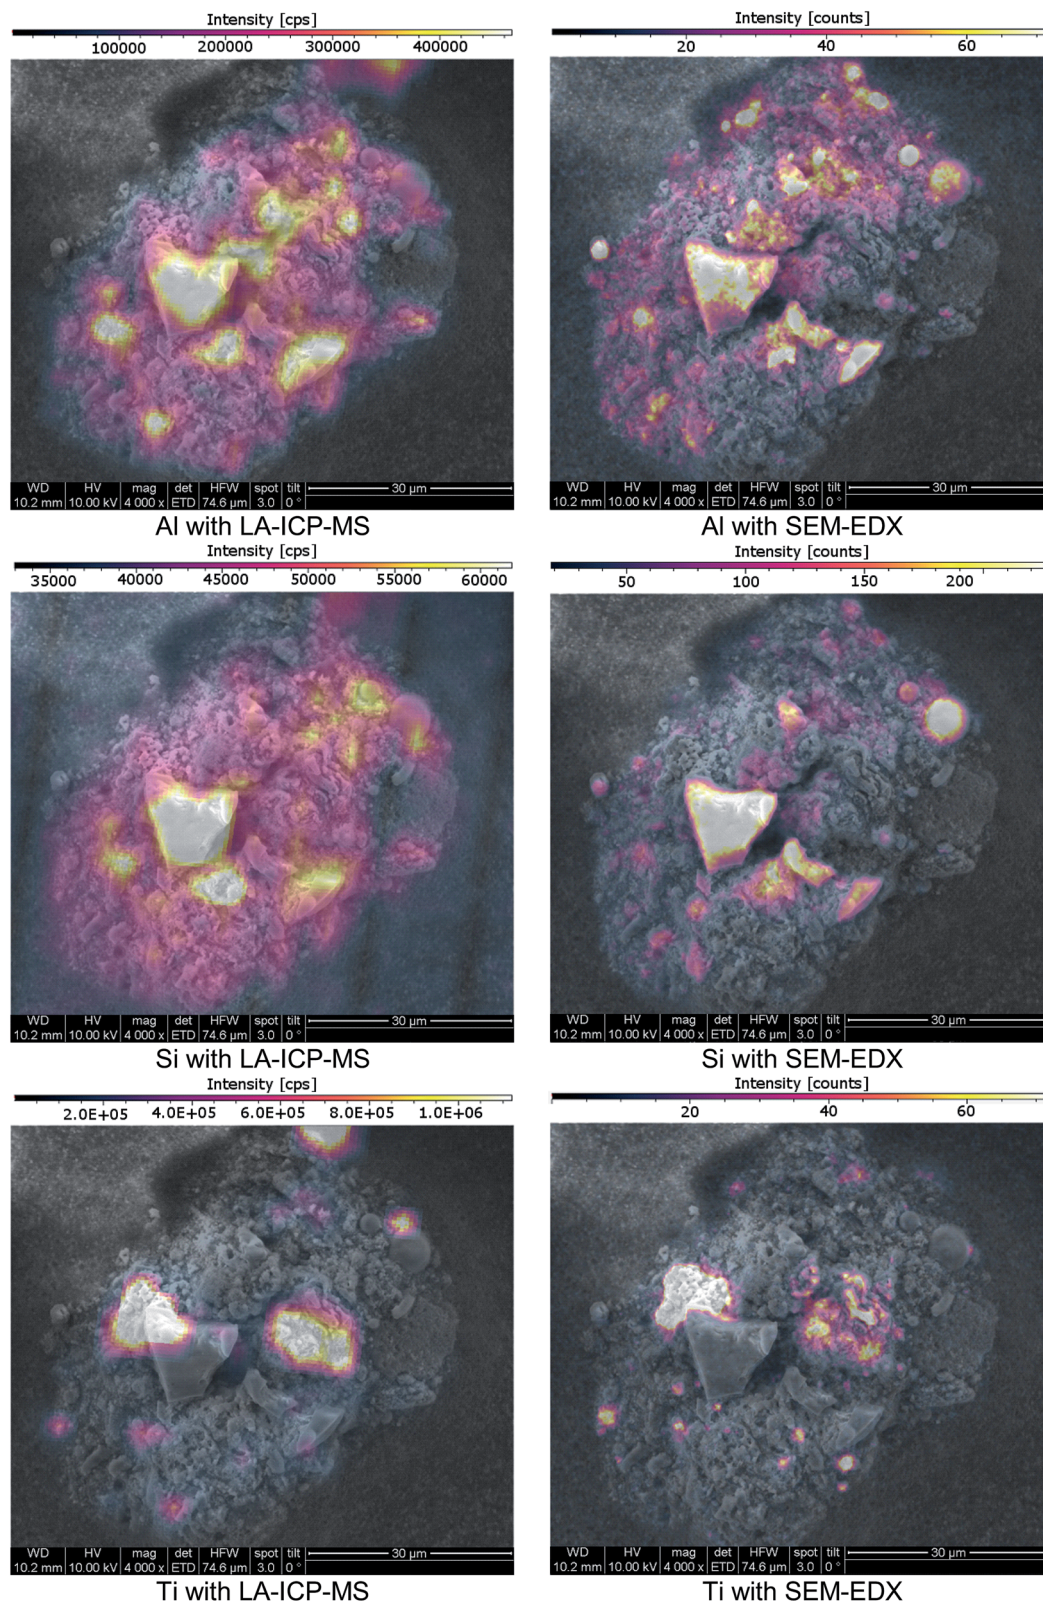 Intensity [cps]
100000 200000 300000 400000
Intensity [counts]
20 40 60
WD HV mag det HFW spot tilt
10.2 mm 10.00 kV 4 000 x ETD 74.6 µm 3.0 0 ° 30 µm
WD HV mag det HFW spot tilt
10.2 mm 10.00 kV 4 000 x ETD 74.6 µm 3.0 0 ° 30 µm
Al with LA-ICP-MS
Al with SEM-EDX
Intensity [cps]
35000 40000 45000 50000 55000 60000
Intensity [counts]
50 100 150 200
WD HV mag det HFW spot tilt
10.2 mm 10.00 kV 4 000 x ETD 74.6 µm 3.0 0 ° 30 µm
WD HV mag det HFW spot tilt
10.2 mm 10.00 kV 4 000 x ETD 74.6 µm 3.0 0 ° 30 µm
Si with LA-ICP-MS
Si with SEM-EDX
Intensity [cps]
2.0E+05 4.0E+05 6.0E+05 8.0E+05 1.0E+06
Intensity [counts]
20 40 60
WD HV mag det HFW spot tilt
10.2 mm 10.00 kV 4 000 x ETD 74.6 µm 3.0 0 ° 30 µm
WD HV mag det HFW spot tilt
10.2 mm 10.00 kV 4 000 x ETD 74.6 µm 3.0 0 ° 30 µm
Ti with LA-ICP-MS
Ti with SEM-EDX